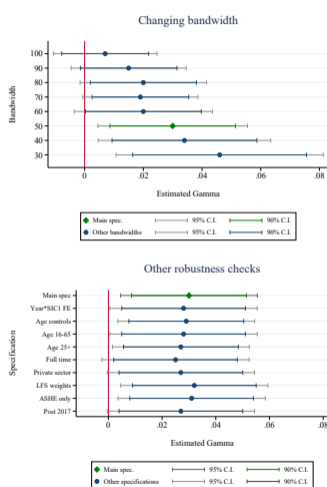 Changing bandwidth
100
90
80
70
60
50
40
30
Bandwidth
0 .02 .04 .06 .08
Estimated Gamma
Main spec. 95% C.I. 90% C.I.
Other bandwidths 95% C.I. 90% C.I.
Other robustness checks
Main spec
Year*SIC1 FE
Age controls
Age 16-65
Age 25+
Full time
Private sector
LFS weights
ASHE only
Post 2017
Specification
0 .02 .04 .06 .08
Estimated Gamma
Main spec. 95% C.I. 90% C.I.
Other specifications 95% C.I. 90% C.I.